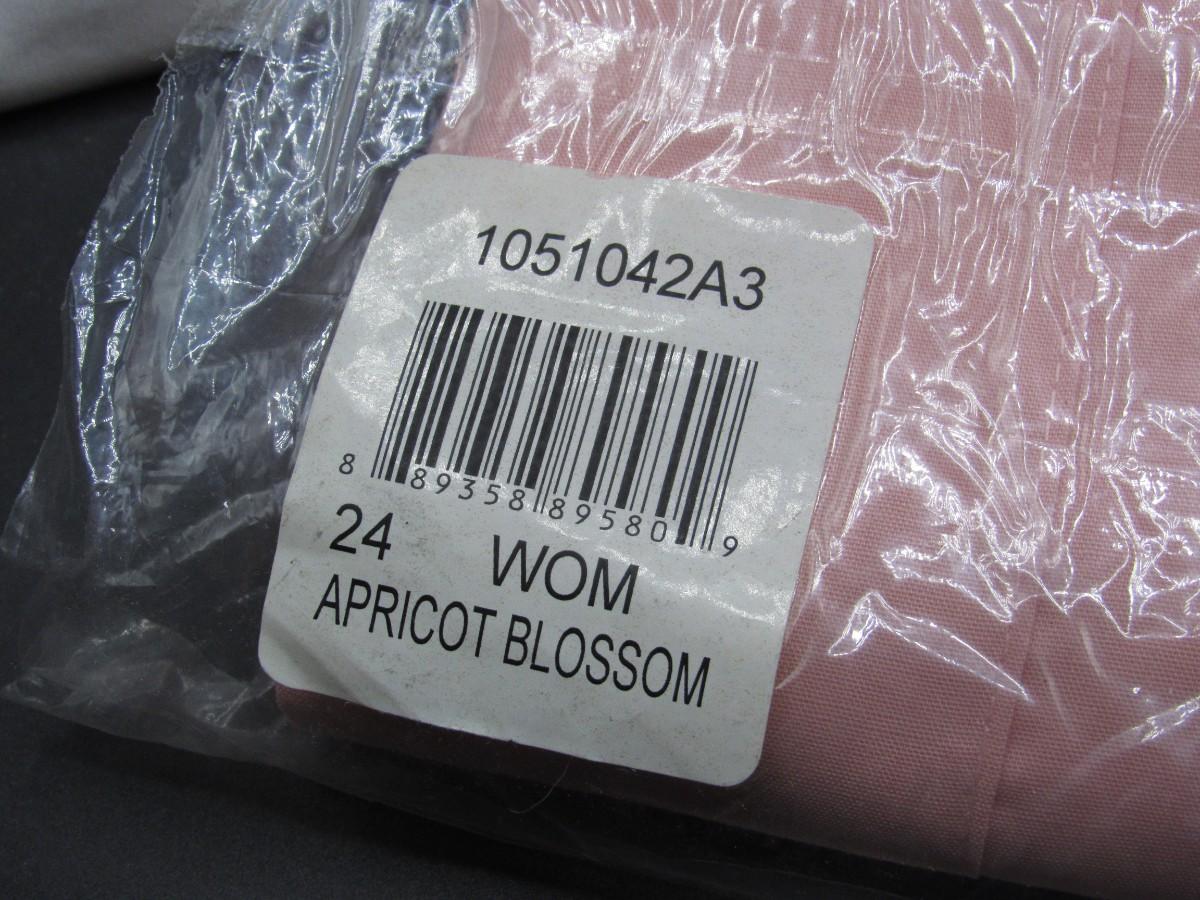 1051042A3
8 89358 89580 9
24 WOM
APRICOT BLOSSOM